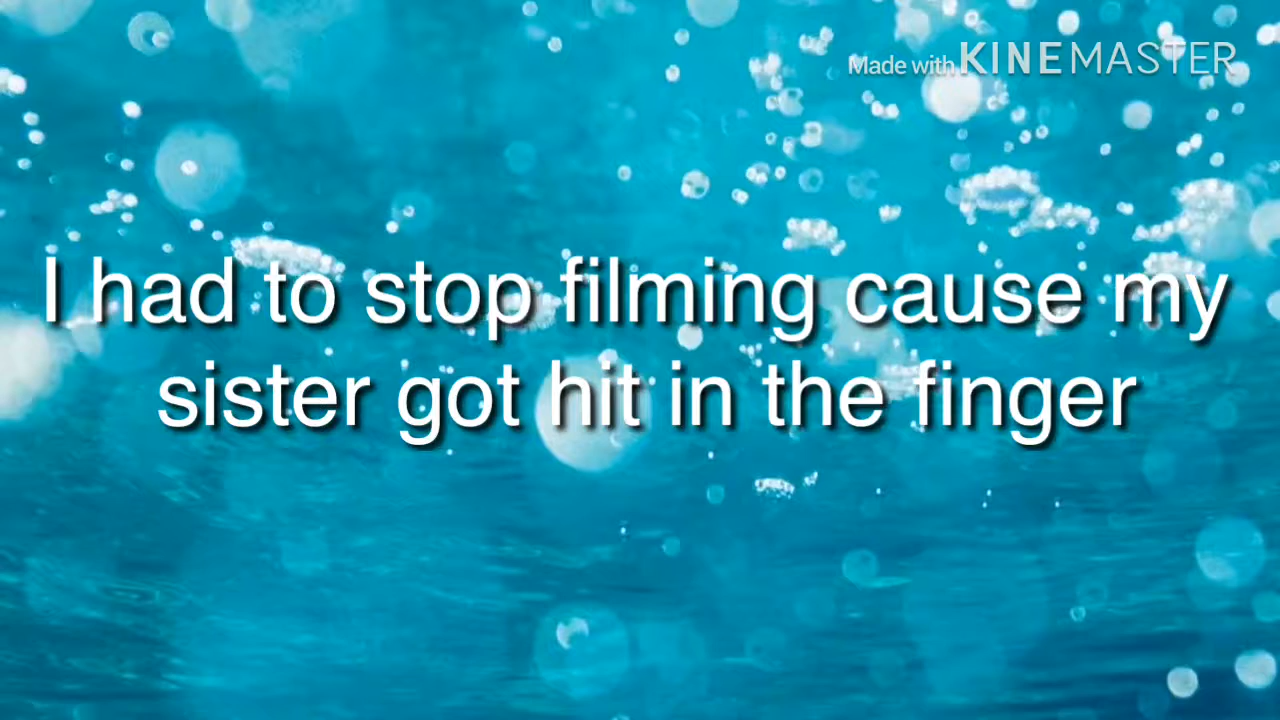 Made with KINEMASTER
I had to stop filming cause my
sister got hit in the finger